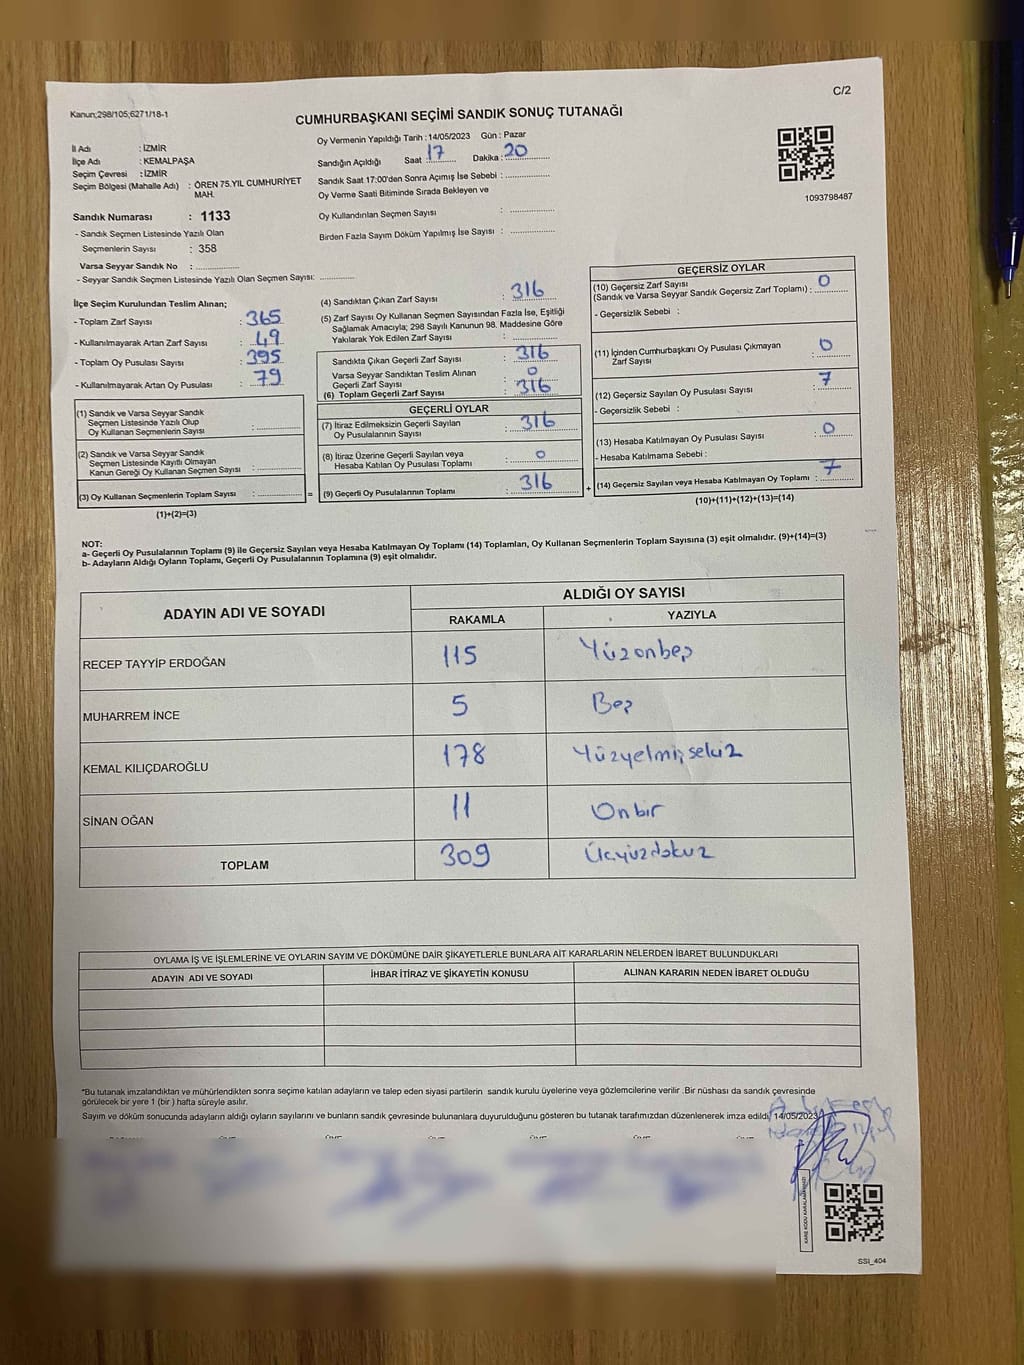 C/2
Kanun;298/105;6271/18-1
CUMHURBAŞKANI SEÇİMİ SANDIK SONUÇ TUTANAĞI
İl Adı : İZMİR
İlçe Adı : KEMALPAŞA
Seçim Çevresi : İZMİR
Seçim Bölgesi (Mahalle Adı) : ÖREN 75.YIL CUMHURİYET
MAH.
Sandık Numarası : 1133
- Sandık Seçmen Listesinde Yazılı Olan
Seçmenlerin Sayısı : 358
Varsa Seyyar Sandık No : ..............
- Seyyar Sandık Seçmen Listesinde Yazılı Olan Seçmen Sayısı: ............
Oy Vermenin Yapıldığı Tarih : 14/05/2023 Gün : Pazar
Sandığın Açıldığı Saat : 17 Dakika : 20
Sandık Saat 17:00'den Sonra Açımış İse Sebebi : ..............
Oy Verme Saati Bitiminde Sırada Bekleyen ve
Oy Kullandırılan Seçmen Sayısı : ..............
Birden Fazla Sayım Döküm Yapılmış İse Sayısı : ..............
1093798487
İlçe Seçim Kurulundan Teslim Alınan;
- Toplam Zarf Sayısı : 365
- Kullanılmayarak Artan Zarf Sayısı : 49
- Toplam Oy Pusulası Sayısı : 395
- Kullanılmayarak Artan Oy Pusulası : 79
(1) Sandık ve Varsa Seyyar Sandık
Seçmen Listesinde Yazılı Olup
Oy Kullanan Seçmenlerin Sayısı : ..............
(2) Sandık ve Varsa Seyyar Sandık
Seçmen Listesinde Kayıtlı Olmayan
Kanun Gereği Oy Kullanan Seçmen Sayısı : ..............
(3) Oy Kullanan Seçmenlerin Toplam Sayısı : ..............
(1)+(2)=(3)
=
(4) Sandıktan Çıkan Zarf Sayısı : 316
(5) Zarf Sayısı Oy Kullanan Seçmen Sayısından Fazla İse, Eşitliği
Sağlamak Amacıyla; 298 Sayılı Kanunun 98. Maddesine Göre
Yakılarak Yok Edilen Zarf Sayısı : ..............
Sandıkta Çıkan Geçerli Zarf Sayısı : 316
Varsa Seyyar Sandıktan Teslim Alınan
Geçerli Zarf Sayısı : 0
(6) Toplam Geçerli Zarf Sayısı : 316
GEÇERLİ OYLAR
(7) İtiraz Edilmeksizin Geçerli Sayılan
Oy Pusulalarının Sayısı : 316
(8) İtiraz Üzerine Geçerli Sayılan veya
Hesaba Katılan Oy Pusulası Toplamı : 0
(9) Geçerli Oy Pusulalarının Toplamı : 316
+
GEÇERSİZ OYLAR
(10) Geçersiz Zarf Sayısı
(Sandık ve Varsa Seyyar Sandık Geçersiz Zarf Toplamı) : 0
- Geçersizlik Sebebi :
(11) İçinden Cumhurbaşkanı Oy Pusulası Çıkmayan
Zarf Sayısı : 0
(12) Geçersiz Sayılan Oy Pusulası Sayısı : 7
- Geçersizlik Sebebi :
(13) Hesaba Katılmayan Oy Pusulası Sayısı : 0
- Hesaba Katılmama Sebebi :
(14) Geçersiz Sayılan veya Hesaba Katılmayan Oy Toplamı : 7
(10)+(11)+(12)+(13)=(14)
NOT:
a- Geçerli Oy Pusulalarının Toplamı (9) ile Geçersiz Sayılan veya Hesaba Katılmayan Oy Toplamı (14) Toplamları, Oy Kullanan Seçmenlerin Toplam Sayısına (3) eşit olmalıdır. (9)+(14)=(3)
b- Adayların Aldığı Oyların Toplamı, Geçerli Oy Pusulalarının Toplamına (9) eşit olmalıdır.
ADAYIN ADI VE SOYADI
ALDIĞI OY SAYISI
RAKAMLA YAZIYLA
RECEP TAYYİP ERDOĞAN 115 Yüzonbeş
MUHARREM İNCE 5 Beş
KEMAL KILIÇDAROĞLU 178 Yüzyetmişsekiz
SİNAN OĞAN 11 Onbir
TOPLAM 309 Üçyüzdokuz
OYLAMA İŞ VE İŞLEMLERİNE VE OYLARIN SAYIM VE DÖKÜMÜNE DAİR ŞİKAYETLERLE BUNLARA AİT KARARLARIN NELERDEN İBARET BULUNDUKLARI
ADAYIN ADI VE SOYADI İHBAR İTİRAZ VE ŞİKAYETİN KONUSU ALINAN KARARIN NEDEN İBARET OLDUĞU
*Bu tutanak imzalandıktan ve mühürlendikten sonra seçime katılan adayların ve talep eden siyasi partilerin sandık kurulu üyelerine veya gözlemcilerine verilir .Bir nüshası da sandık çevresinde
görülecek bir yere 1 (bir ) hafta süreyle asılır.
Sayım ve döküm sonucunda adayların aldığı oyların sayılarını ve bunların sandık çevresinde bulunanlara duyurulduğunu gösteren bu tutanak tarafımızdan düzenlenerek imza edildi. 14/05/2023
SSI_404